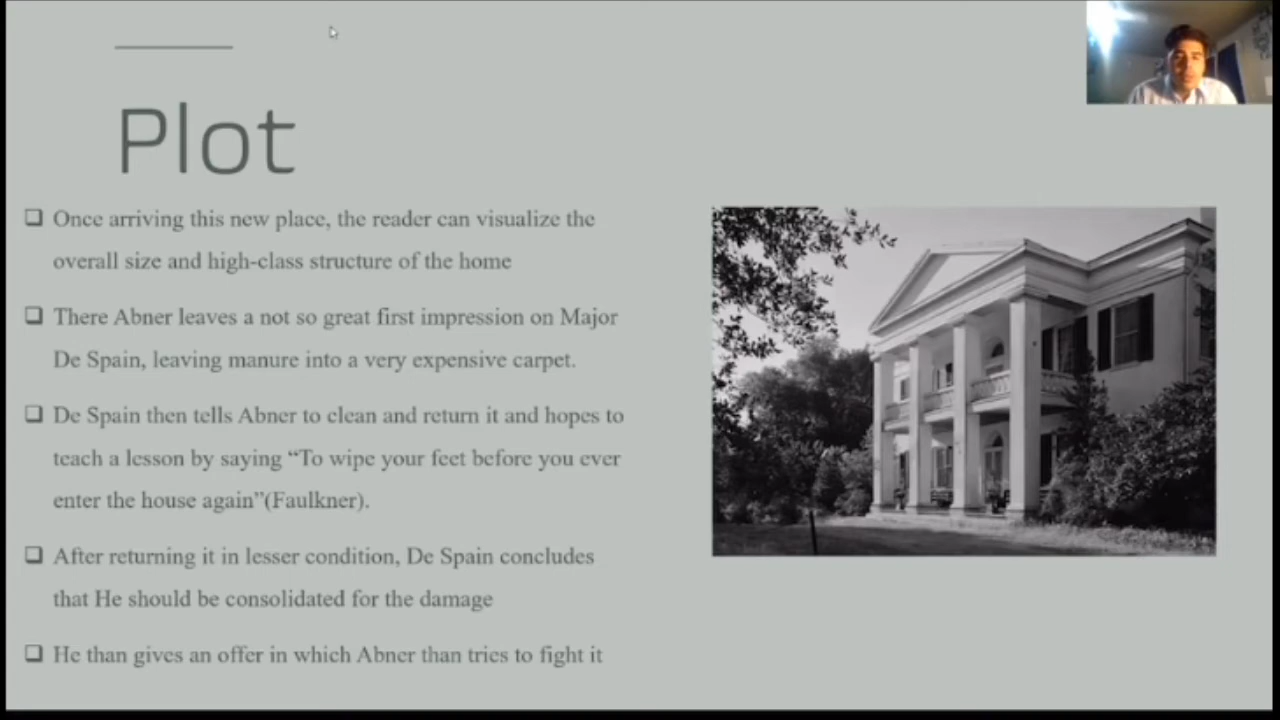 Plot
Once arriving this new place, the reader can visualize the
overall size and high-class structure of the home
There Abner leaves a not so great first impression on Major
De Spain, leaving manure into a very expensive carpet.
De Spain then tells Abner to clean and return it and hopes to
teach a lesson by saying “To wipe your feet before you ever
enter the house again”(Faulkner).
After returning it in lesser condition, De Spain concludes
that He should be consolidated for the damage
He than gives an offer in which Abner than tries to fight it